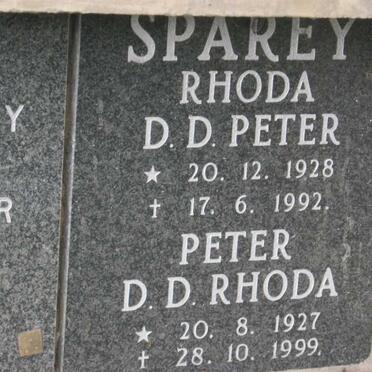 SPAREY
RHODA
D. D. PETER
★ 20. 12. 1928
† 17. 6. 1992.
PETER
D. D. RHODA
★ 20. 8. 1927
† 28. 10. 1999.
Y
R